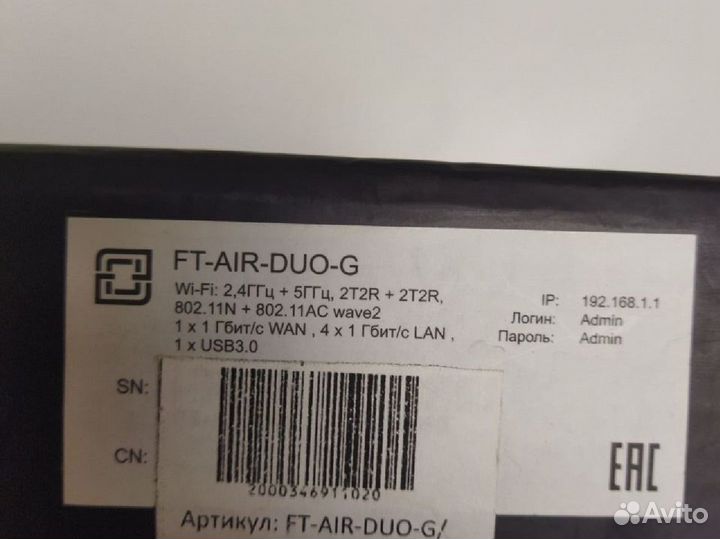 FT-AIR-DUO-G
Wi-Fi: 2,4ГГц + 5ГГц, 2T2R + 2T2R,
802.11N + 802.11AC wave2
1 x 1 Гбит/с WAN , 4 x 1 Гбит/с LAN ,
1 x USB3.0
IP: 192.168.1.1
Логин: Admin
Пароль: Admin
SN:
CN:
2000346911020
Артикул: FT-AIR-DUO-G/
EAC
Avito